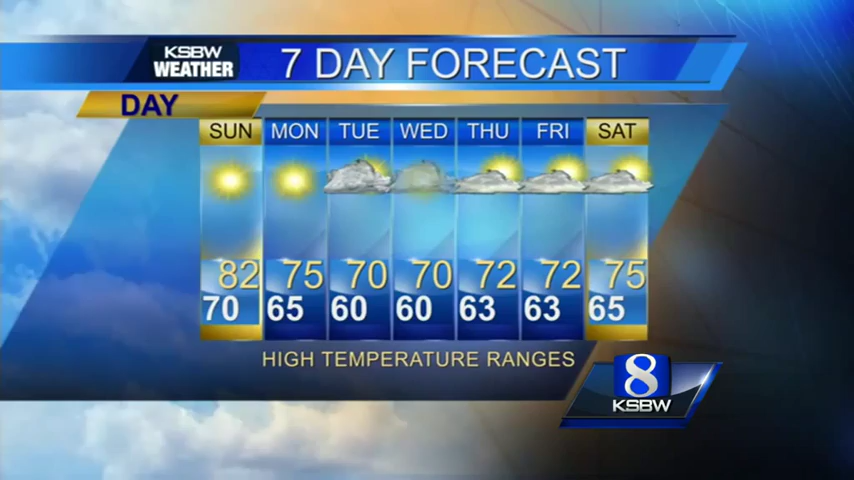 KSBW
WEATHER
7 DAY FORECAST
DAY
SUN MON TUE WED THU FRI SAT
82 75 70 70 72 72 75
70 65 60 60 63 63 65
HIGH TEMPERATURE RANGES
8
KSBW